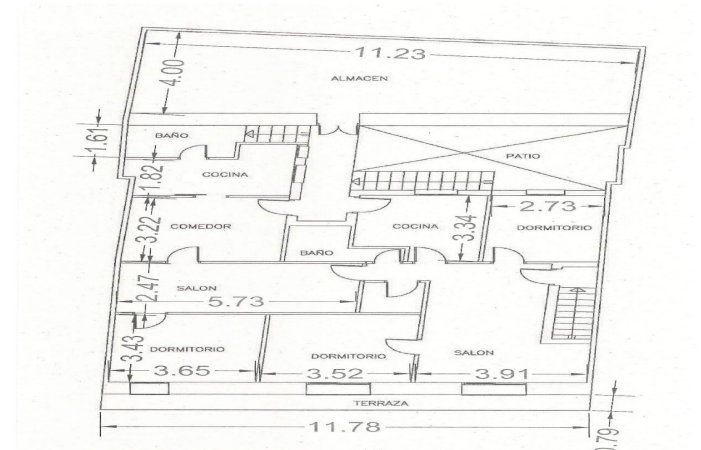 11.23
4.00
ALMACEN
1.61
BAÑO
PATIO
COCINA
1.82
2.73
COMEDOR
3.22
COCINA
3.34
DORMITORIO
BAÑO
SALON
2.47
5.73
3.43
DORMITORIO
DORMITORIO
SALON
3.65
3.52
3.91
TERRAZA
11.78
0.79